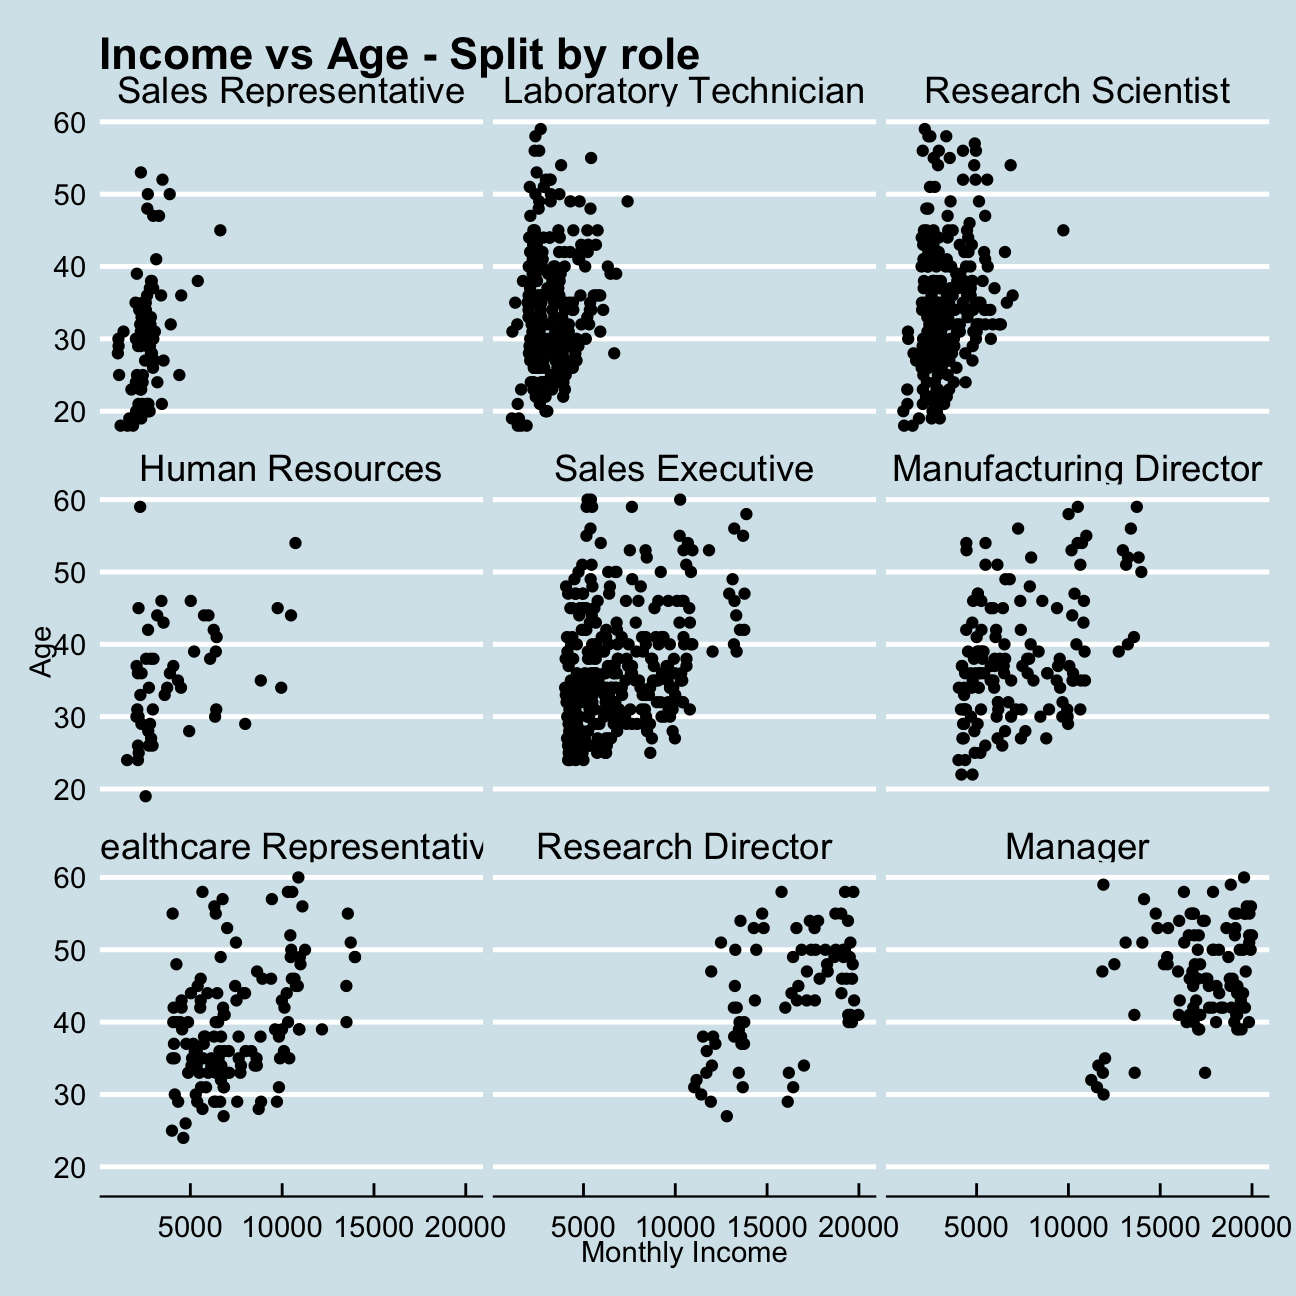 Income vs Age - Split by role
Sales Representative Laboratory Technician Research Scientist
60
50
40
30
20
Human Resources Sales Executive Manufacturing Director
60
50
40
30
20
Age
ealthcare Representativ Research Director Manager
60
50
40
30
20
5000 10000 15000 20000 5000 10000 15000 20000 5000 10000 15000 20000
Monthly Income